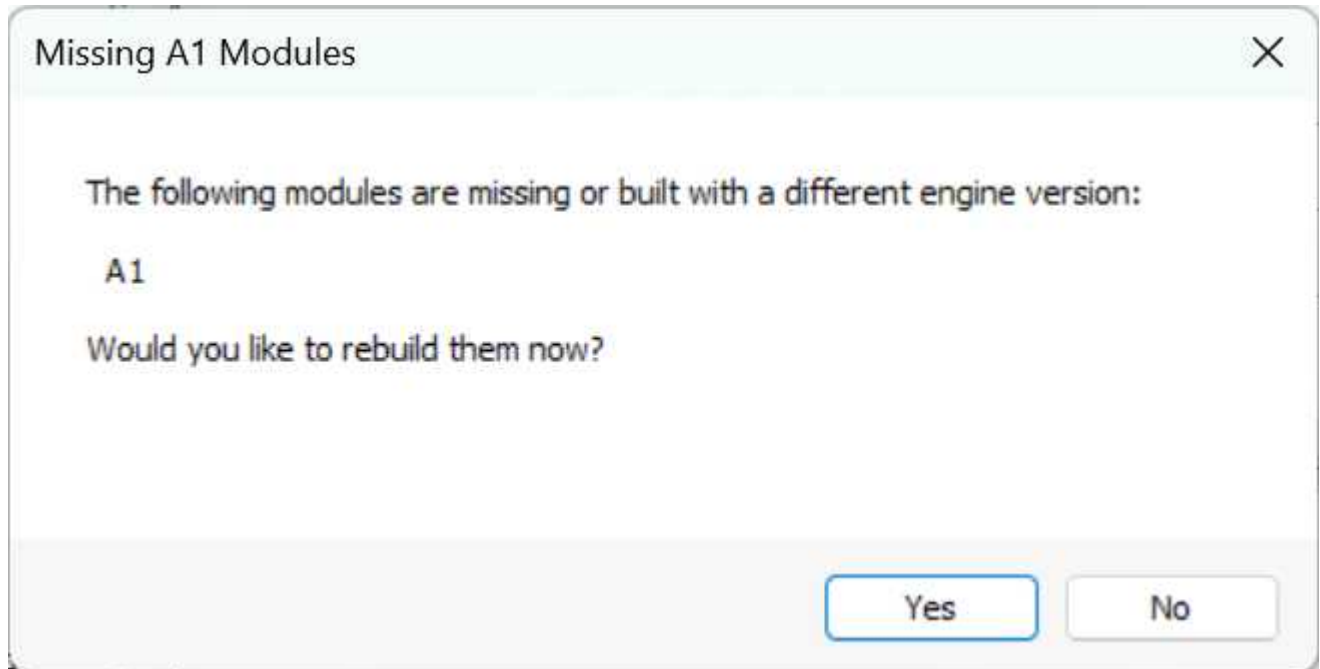 Missing A1 Modules
The following modules are missing or built with a different engine version:
A1
Would you like to rebuild them now?
Yes
No